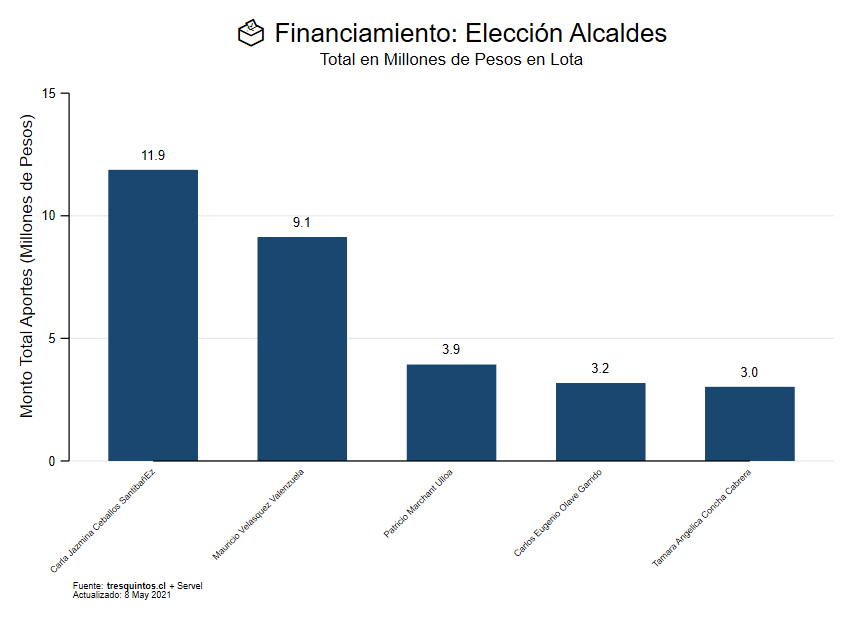 Financiamiento: Elección Alcaldes
Total en Millones de Pesos en Lota
Monto Total Aportes (Millones de Pesos)
15
10
5
0
11.9
9.1
3.9
3.2
3.0
Carla Jazmina Ceballos SantibañEz
Mauricio Velasquez Valenzuela
Patricio Marchant Ulloa
Carlos Eugenio Olave Garrido
Tamara Angelica Concha Cabrera
Fuente: tresquintos.cl + Servel
Actualizado: 8 May 2021